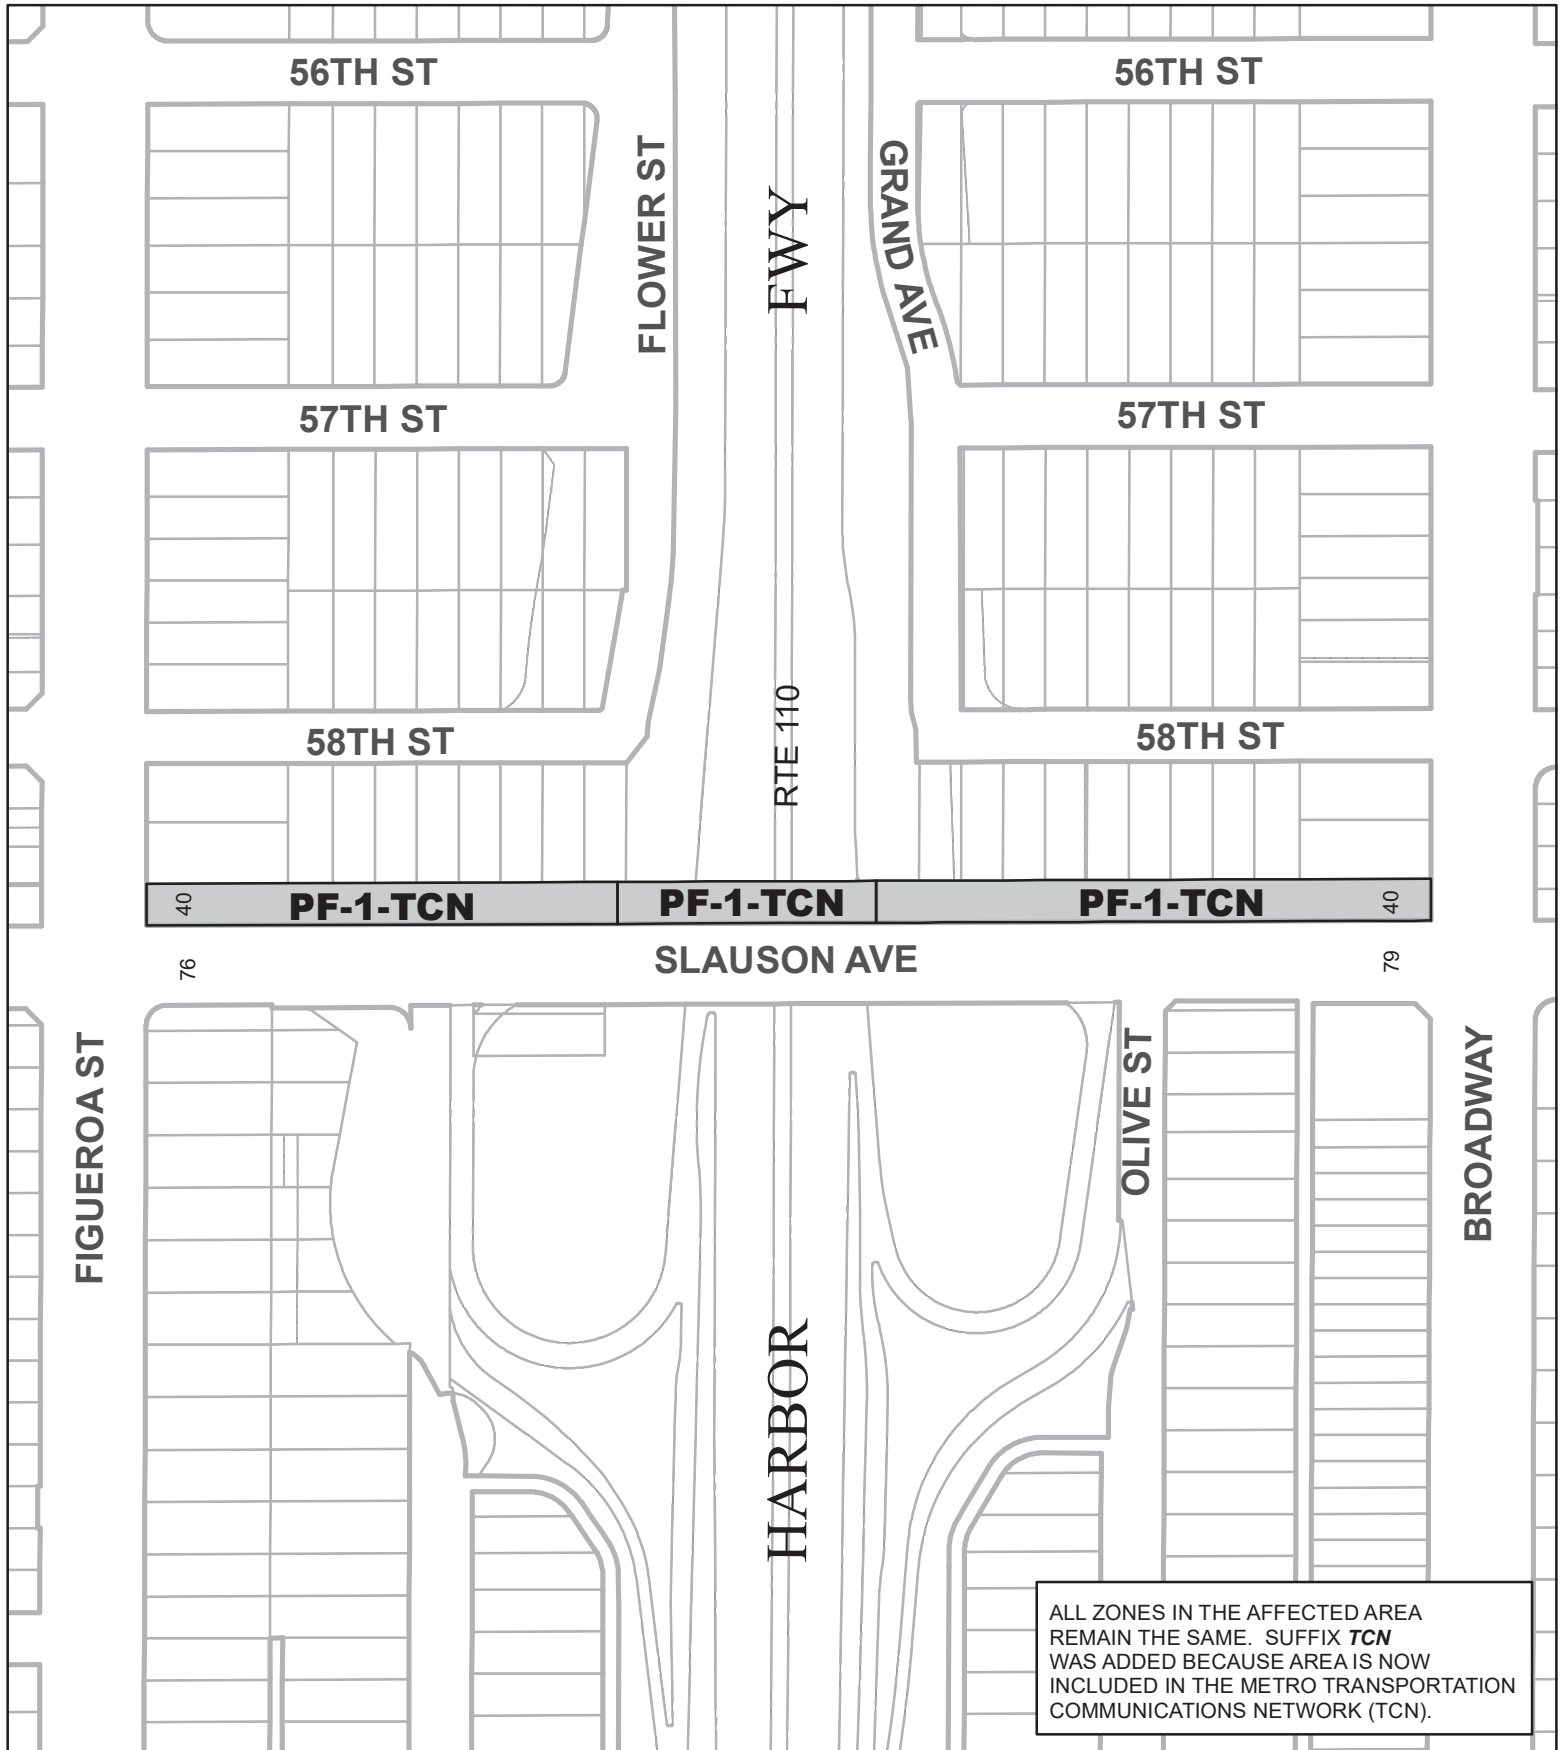 56TH ST
56TH ST
FLOWER ST
FWY
GRAND AVE
57TH ST
57TH ST
58TH ST
RTE 110
58TH ST
40
PF-1-TCN
PF-1-TCN
PF-1-TCN
40
76
SLAUSON AVE
79
FIGUEROA ST
OLIVE ST
BROADWAY
HARBOR
ALL ZONES IN THE AFFECTED AREA
REMAIN THE SAME. SUFFIX TCN
WAS ADDED BECAUSE AREA IS NOW
INCLUDED IN THE METRO TRANSPORTATION
COMMUNICATIONS NETWORK (TCN).